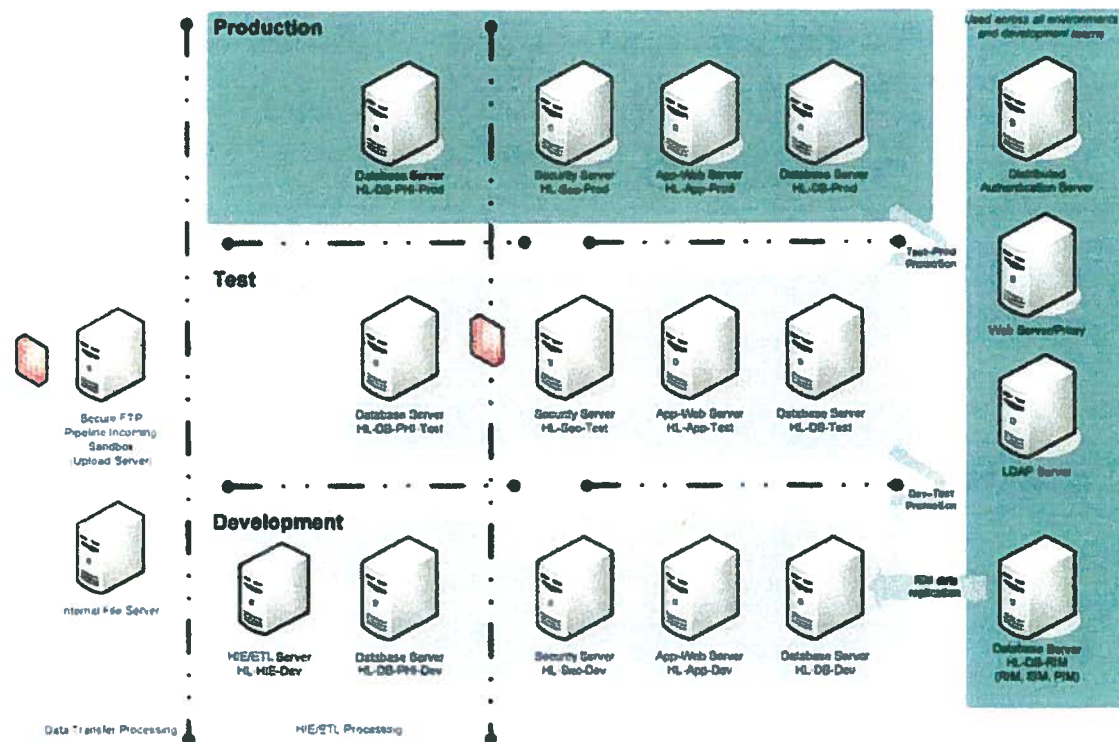 Production
Used across all environments
and development teams
Database Server
HL-DB-PHI-Prod
Security Server
HL-Sec-Prod
App-Web Server
HL-App-Prod
Database Server
HL-DB-Prod
Distributed
Authentication Server
Test-Prod
Promotion
Test
Web Server/Proxy
Secure FTP
Pipeline Incoming
Sandbox
(Upload Server)
Database Server
HL-DB-PHI-Test
Security Server
HL-Sec-Test
App-Web Server
HL-App-Test
Database Server
HL-DB-Test
LDAP Server
Dev-Test
Promotion
Development
Internal File Server
HIE/ETL Server
HL-HIE-Dev
Database Server
HL-DB-PHI-Dev
Security Server
HL-Sec-Dev
App-Web Server
HL-App-Dev
Database Server
HL-DB-Dev
RIM data
replication
Database Server
HL-DB-RIM
(RIM, SIM, PIM)
Data Transfer Processing
HIE/ETL Processing